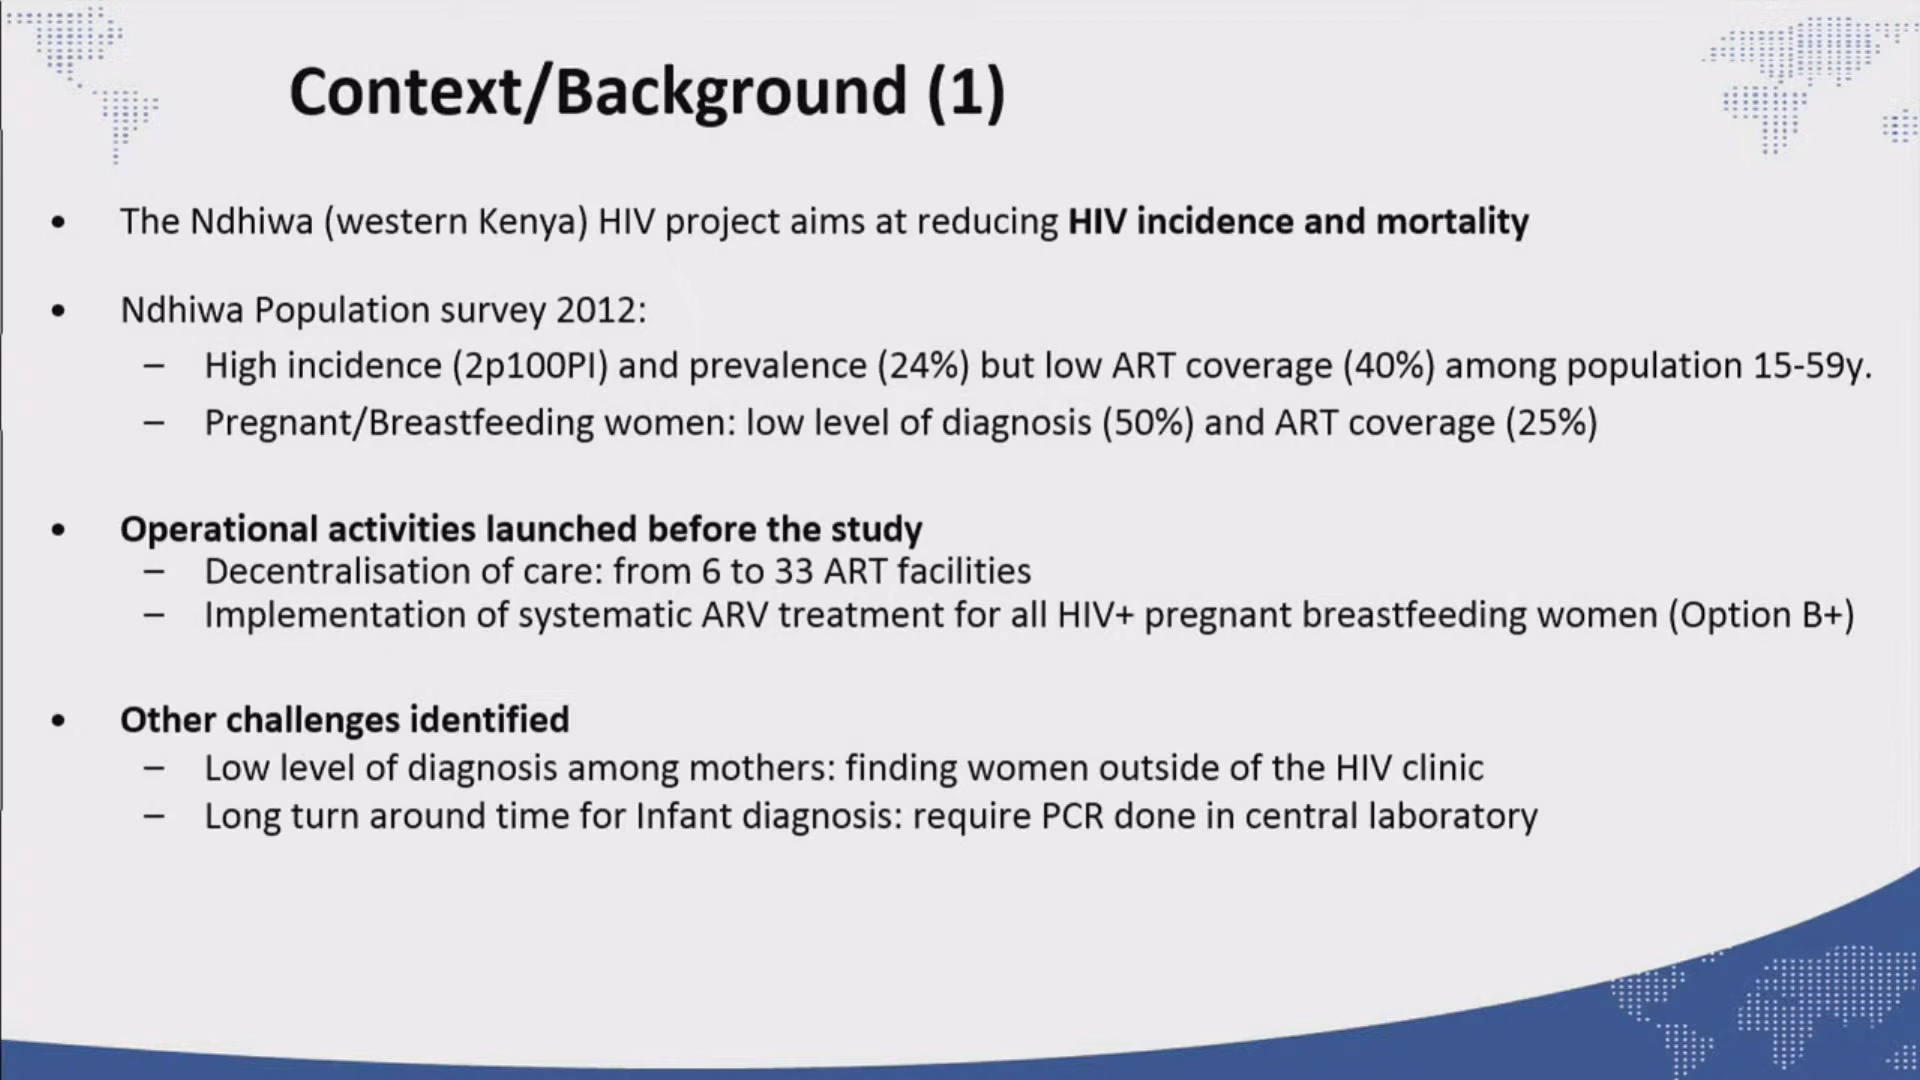 Context/Background (1)
• The Ndhiwa (western Kenya) HIV project aims at reducing HIV incidence and mortality
• Ndhiwa Population survey 2012:
– High incidence (2p100PI) and prevalence (24%) but low ART coverage (40%) among population 15-59y.
– Pregnant/Breastfeeding women: low level of diagnosis (50%) and ART coverage (25%)
• Operational activities launched before the study
– Decentralisation of care: from 6 to 33 ART facilities
– Implementation of systematic ARV treatment for all HIV+ pregnant breastfeeding women (Option B+)
• Other challenges identified
– Low level of diagnosis among mothers: finding women outside of the HIV clinic
– Long turn around time for Infant diagnosis: require PCR done in central laboratory